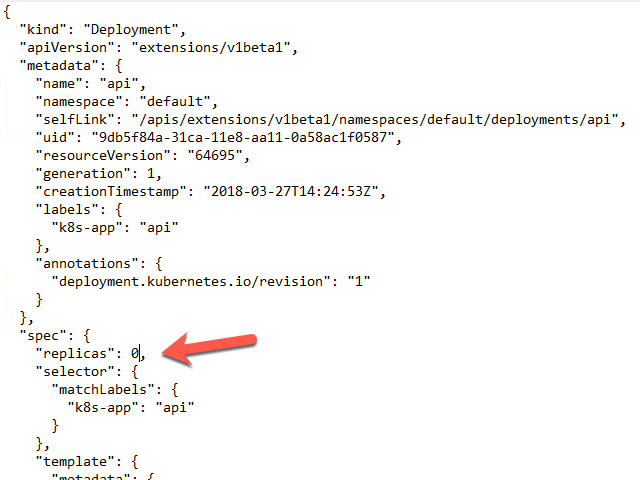 {
"kind": "Deployment",
"apiVersion": "extensions/v1beta1",
"metadata": {
"name": "api",
"namespace": "default",
"selfLink": "/apis/extensions/v1beta1/namespaces/default/deployments/api",
"uid": "9db5f84a-31ca-11e8-aa11-0a58ac1f0587",
"resourceVersion": "64695",
"generation": 1,
"creationTimestamp": "2018-03-27T14:24:53Z",
"labels": {
"k8s-app": "api"
},
"annotations": {
"deployment.kubernetes.io/revision": "1"
}
},
"spec": {
"replicas": 0,
"selector": {
"matchLabels": {
"k8s-app": "api"
}
},
"template": {
"metadata": {